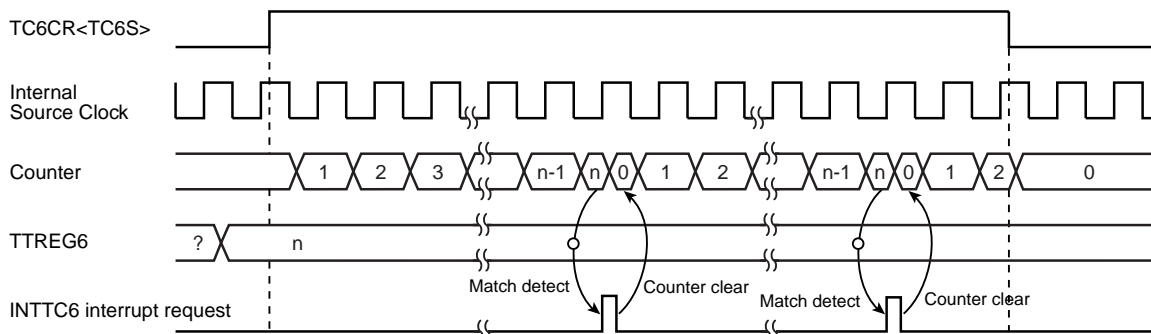 TC6CR<TC6S>
Internal
Source Clock
Counter
1 2 3 n-1 n 0 1 2 n-1 n 0 1 2 0
TTREG6
? n
Match detect Counter clear Match detect Counter clear
INTTC6 interrupt request